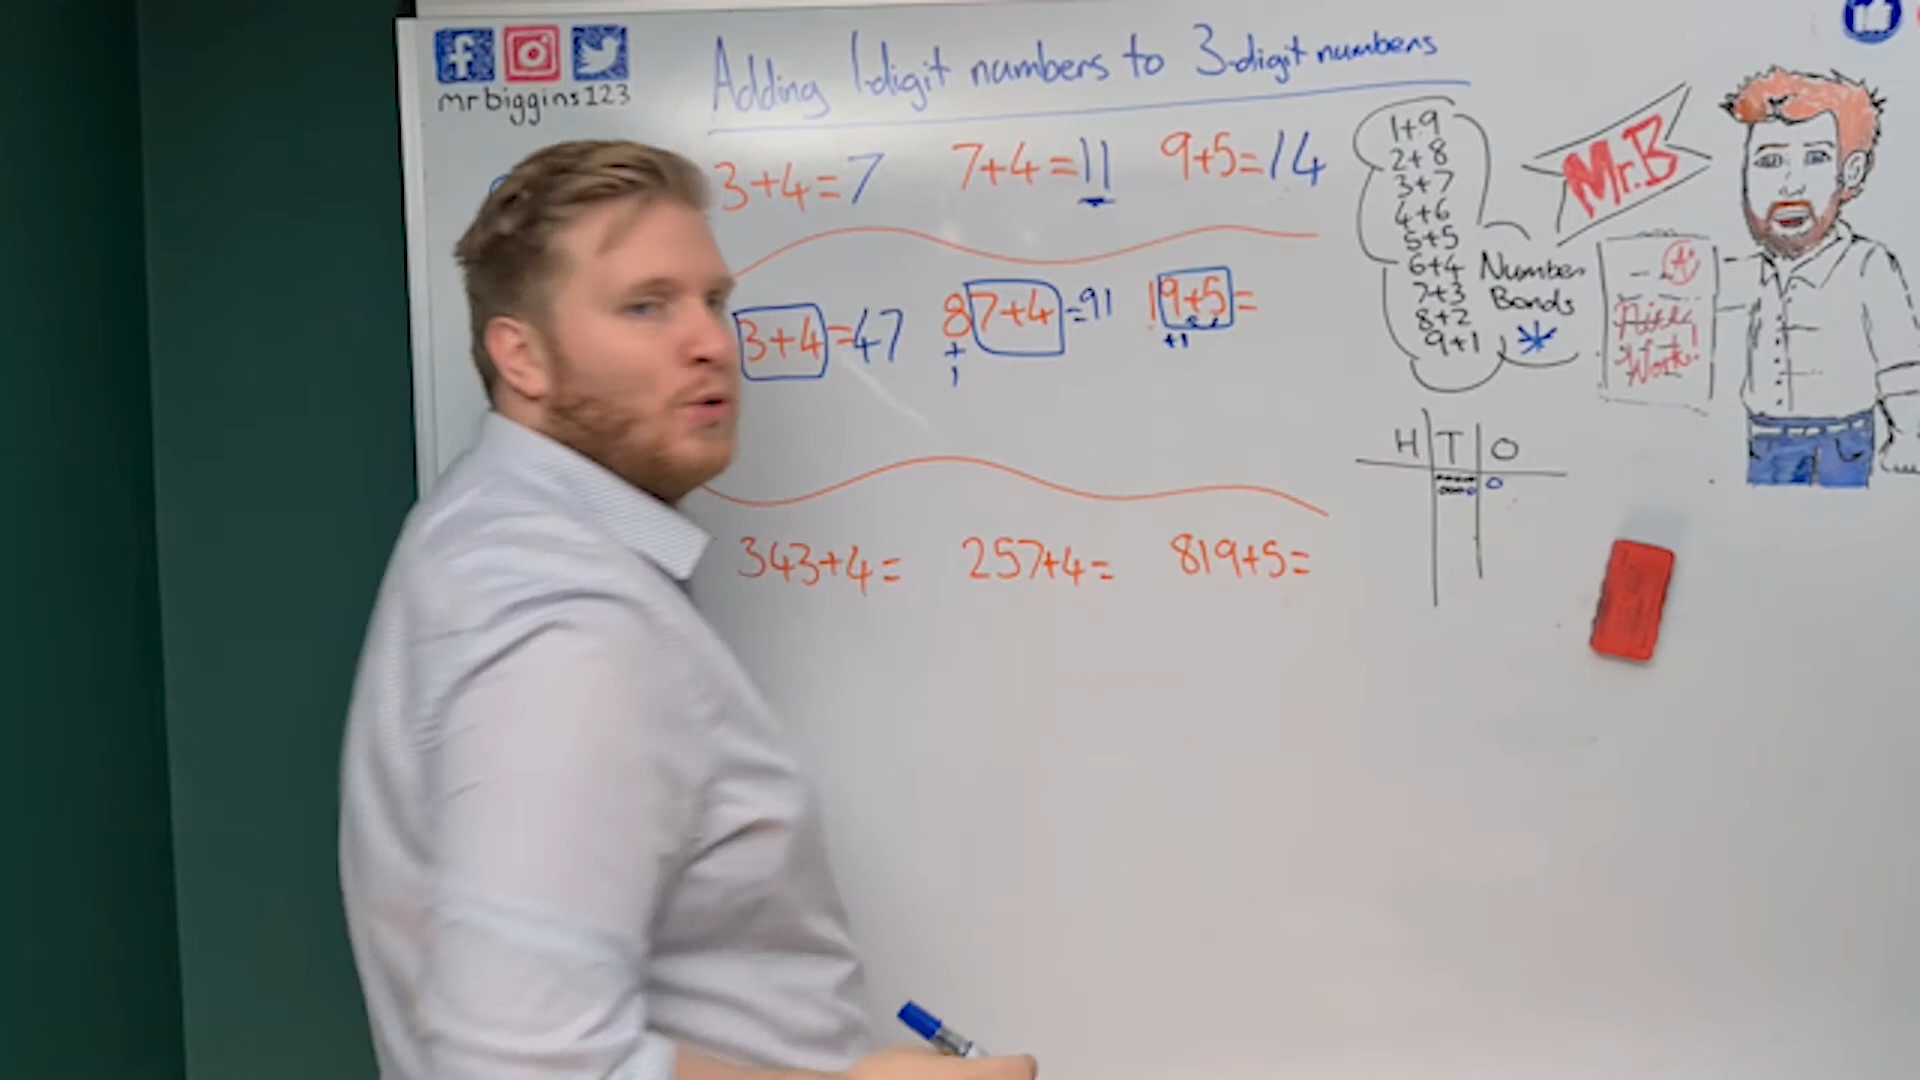 mrbiggins123
Adding 1-digit numbers to 3-digit numbers
3+4=7 7+4=11 9+5=14
3+4=47 87+4=91 19+5=
+1 +1
343+4= 257+4= 819+5=
1+9
2+8
3+7
4+6
5+5
6+4
7+3
8+2
9+1
Number
Bonds
H T O
Mr.B
A+
Nice
Work!